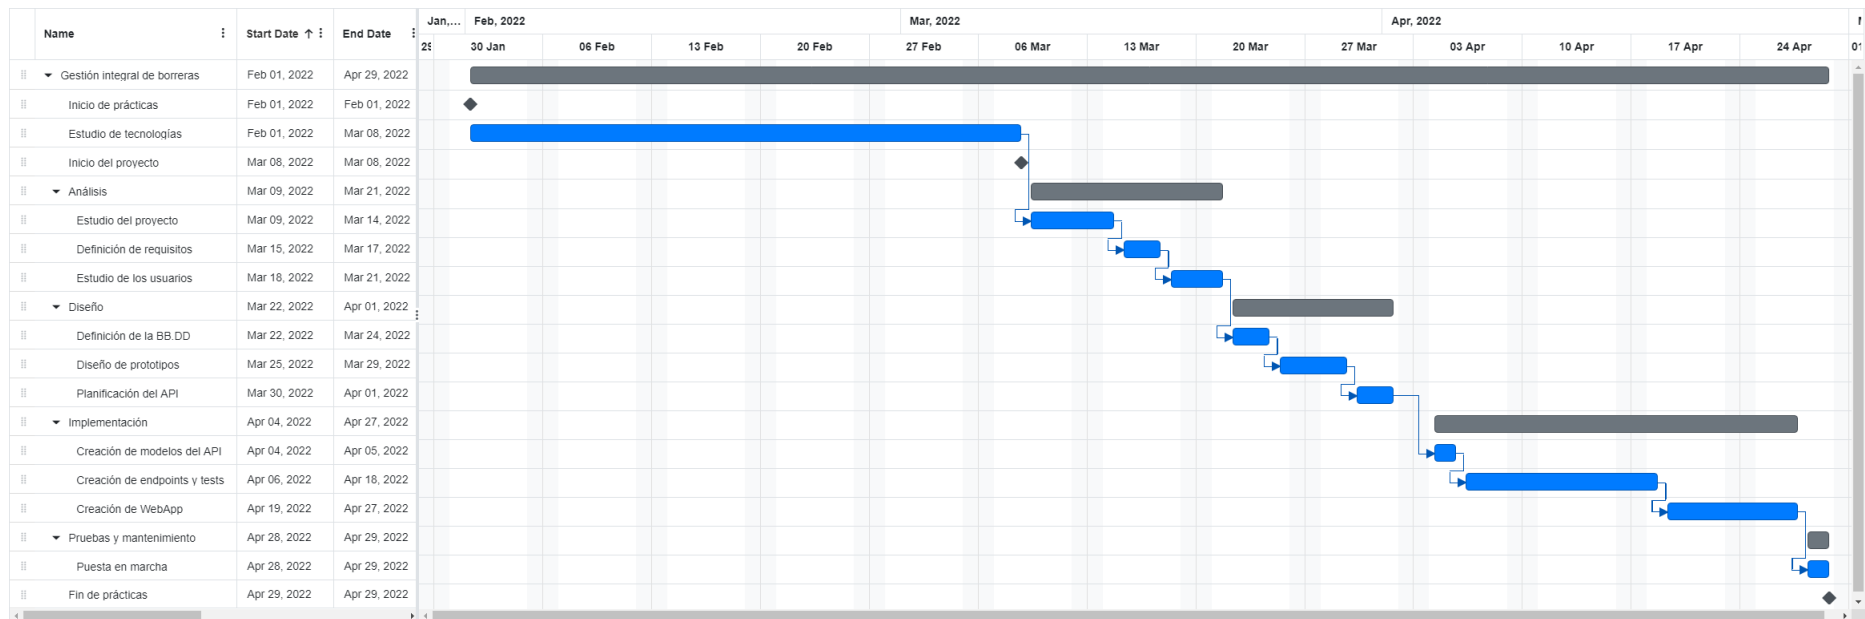 Name Start Date ↑ End Date
Jan,... Feb, 2022 Mar, 2022 Apr, 2022
30 Jan 06 Feb 13 Feb 20 Feb 27 Feb 06 Mar 13 Mar 20 Mar 27 Mar 03 Apr 10 Apr 17 Apr 24 Apr
Gestión integral de borreras Feb 01, 2022 Apr 29, 2022
Inicio de prácticas Feb 01, 2022 Feb 01, 2022
Estudio de tecnologías Feb 01, 2022 Mar 08, 2022
Inicio del proyecto Mar 08, 2022 Mar 08, 2022
Análisis Mar 09, 2022 Mar 21, 2022
Estudio del proyecto Mar 09, 2022 Mar 14, 2022
Definición de requisitos Mar 15, 2022 Mar 17, 2022
Estudio de los usuarios Mar 18, 2022 Mar 21, 2022
Diseño Mar 22, 2022 Apr 01, 2022
Definición de la BB.DD Mar 22, 2022 Mar 24, 2022
Diseño de prototipos Mar 25, 2022 Mar 29, 2022
Planificación del API Mar 30, 2022 Apr 01, 2022
Implementación Apr 04, 2022 Apr 27, 2022
Creación de modelos del API Apr 04, 2022 Apr 05, 2022
Creación de endpoints y tests Apr 06, 2022 Apr 18, 2022
Creación de WebApp Apr 19, 2022 Apr 27, 2022
Pruebas y mantenimiento Apr 28, 2022 Apr 29, 2022
Puesta en marcha Apr 28, 2022 Apr 29, 2022
Fin de prácticas Apr 29, 2022 Apr 29, 2022